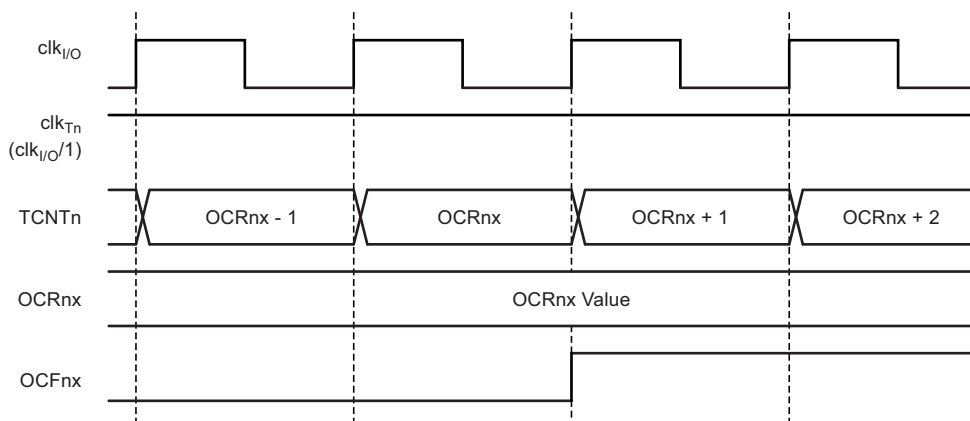 clkI/O
clkTn
(clkI/O/1)
TCNTn
OCRnx - 1
OCRnx
OCRnx + 1
OCRnx + 2
OCRnx
OCRnx Value
OCFnx